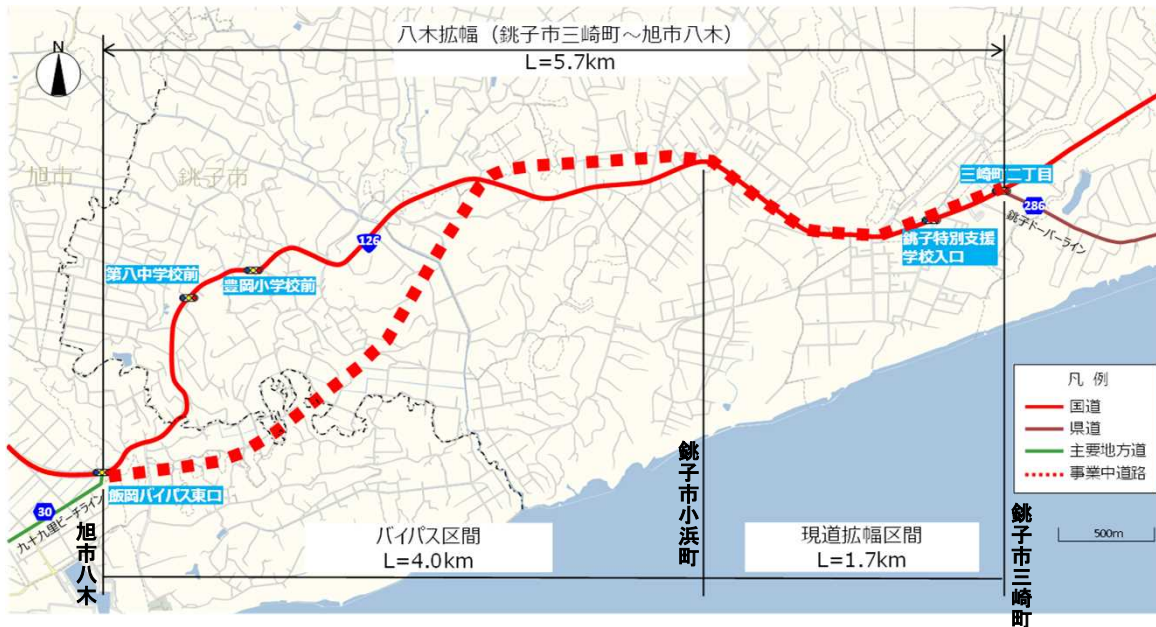 八木拡幅（銚子市三崎町～旭市八木）
L=5.7km
N
旭市
銚子市
三崎町二丁目
286
銚子ドーバーライン
銚子特別支援
学校入口
126
第八中学校前
豊岡小学校前
凡 例
国道
県道
主要地方道
事業中道路
500m
飯岡バイパス東口
30
九十九里ビーチライン
旭市八木
バイパス区間
L=4.0km
銚子市小浜町
現道拡幅区間
L=1.7km
銚子市三崎町